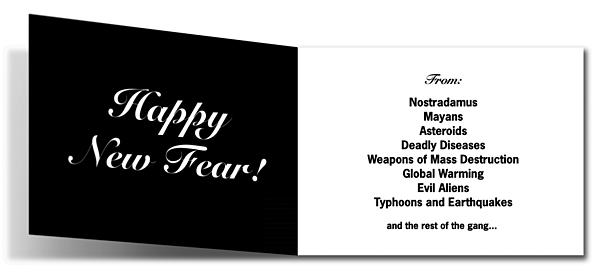 Happy
New Fear!
From:
Nostradamus
Mayans
Asteroids
Deadly Diseases
Weapons of Mass Destruction
Global Warming
Evil Aliens
Typhoons and Earthquakes
and the rest of the gang...